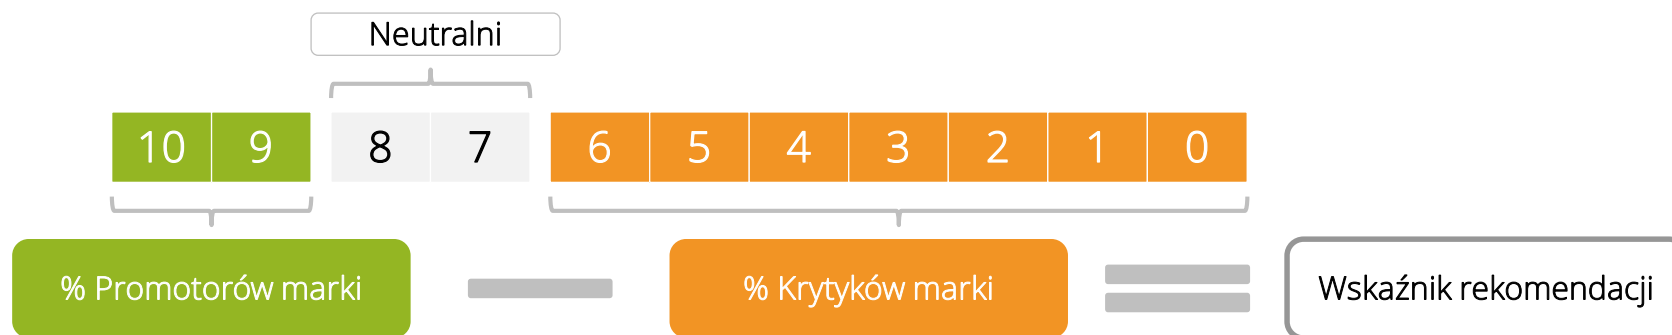 Neutralni
10 9 8 7 6 5 4 3 2 1 0
% Promotorów marki % Krytyków marki Wskaźnik rekomendacji